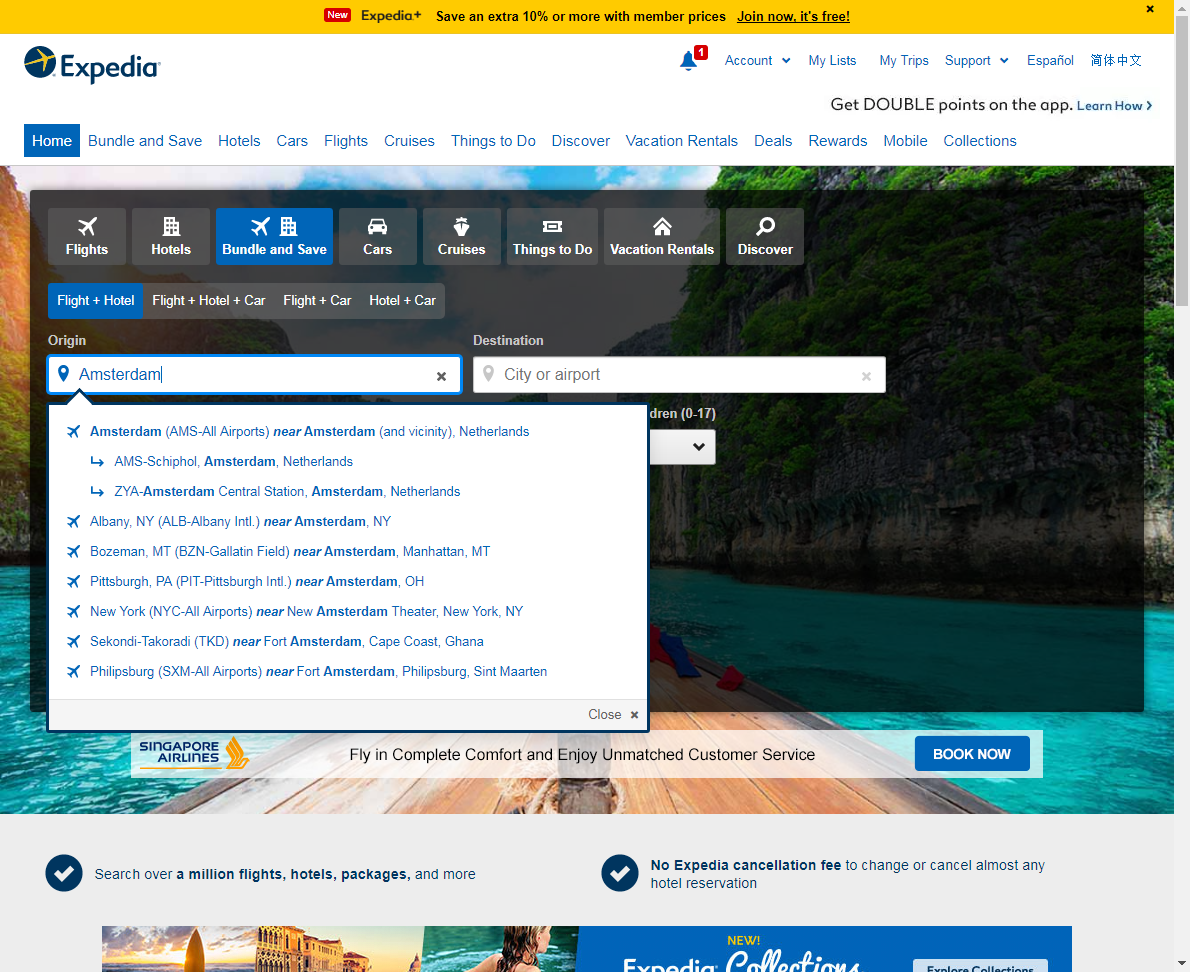 New Expedia+ Save an extra 10% or more with member prices Join now, it's free!
Expedia
1 Account My Lists My Trips Support Español 简体中文
Get DOUBLE points on the app. Learn How
Home Bundle and Save Hotels Cars Flights Cruises Things to Do Discover Vacation Rentals Deals Rewards Mobile Collections
Flights Hotels Bundle and Save Cars Cruises Things to Do Vacation Rentals Discover
Flight + Hotel Flight + Hotel + Car Flight + Car Hotel + Car
Origin Destination
Amsterdam City or airport
dren (0-17)
Amsterdam (AMS-All Airports) near Amsterdam (and vicinity), Netherlands
AMS-Schiphol, Amsterdam, Netherlands
ZYA-Amsterdam Central Station, Amsterdam, Netherlands
Albany, NY (ALB-Albany Intl.) near Amsterdam, NY
Bozeman, MT (BZN-Gallatin Field) near Amsterdam, Manhattan, MT
Pittsburgh, PA (PIT-Pittsburgh Intl.) near Amsterdam, OH
New York (NYC-All Airports) near New Amsterdam Theater, New York, NY
Sekondi-Takoradi (TKD) near Fort Amsterdam, Cape Coast, Ghana
Philipsburg (SXM-All Airports) near Fort Amsterdam, Philipsburg, Sint Maarten
Close
SINGAPORE
AIRLINES
Fly in Complete Comfort and Enjoy Unmatched Customer Service BOOK NOW
Search over a million flights, hotels, packages, and more
No Expedia cancellation fee to change or cancel almost any
hotel reservation
NEW!
Expedia Collections
Explore Collections